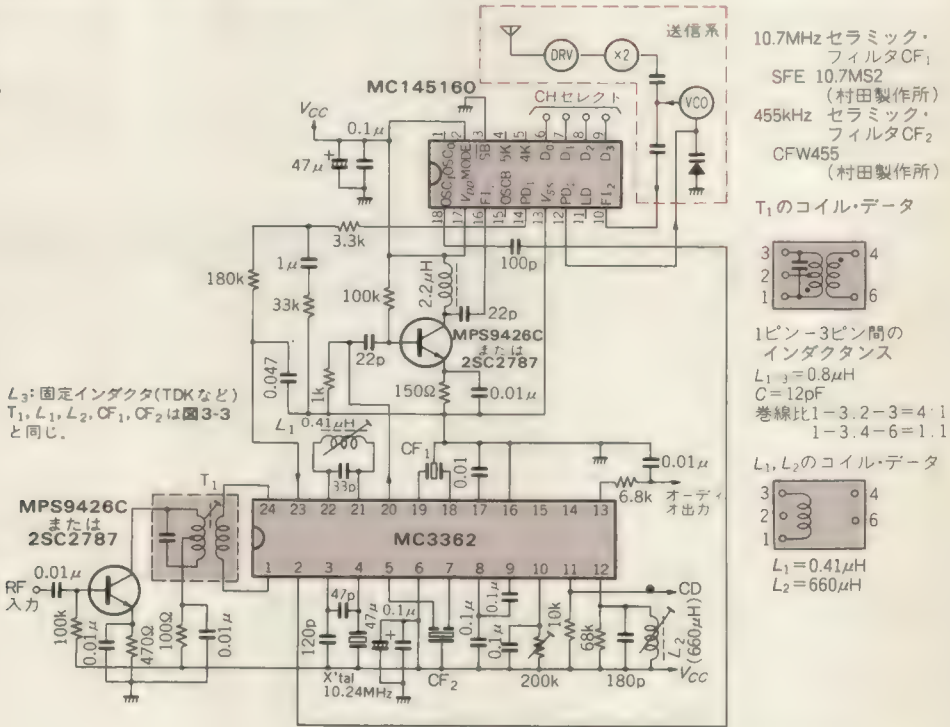 送信系
DRV
×2
VCO
MC145160
CHセレクト
VCC
0.1μ
47μ
1 2 3 4 5 6 7 8 9
OSC0 MODE SB 5K 4K D0 D1 D2 D3
OSC1 VDD FI1 OSCB PD1 VSS PD2 LD FI2
18 17 16 15 14 13 12 11 10
3.3k
100p
180k
1μ
33k
100k
2.2μH
22p
22p
MPS9426C
または
2SC2787
0.047
1k
150Ω
0.01μ
0.41μH
L1
33p
CF1
0.01
0.01μ
6.8k
オーディ
オ出力
L3:固定インダクタ(TDKなど)
T1,L1,L2,CF1,CF2は図3-3
と同じ.
MPS9426C
または
2SC2787
T1
24 23 22 21 20 19 18 17 16 15 14 13
MC3362
1 2 3 4 5 6 7 8 9 10 11 12
RF
入力
0.01μ
100k
0.01μ
470Ω
100Ω
0.01μ
120p
47p
47μ
0.1μ
X'tal
10.24MHz
CF2
0.1μ
0.1μ
0.1μ
200k
10k
68k
180p
L2
(660μH)
CD
VCC
10.7MHz セラミック・
フィルタCF1
SFE 10.7MS2
(村田製作所)
455kHz セラミック・
フィルタCF2
CFW455
(村田製作所)
T1のコイル・データ
3 4
2
1 6
1ピン−3ピン間の
インダクタンス
L1-3=0.8μH
C=12pF
巻線比1−3.2−3=4:1
1−3.4−6=1.1
L1,L2のコイル・データ
3 4
2 6
1
L1=0.41μH
L2=660μH